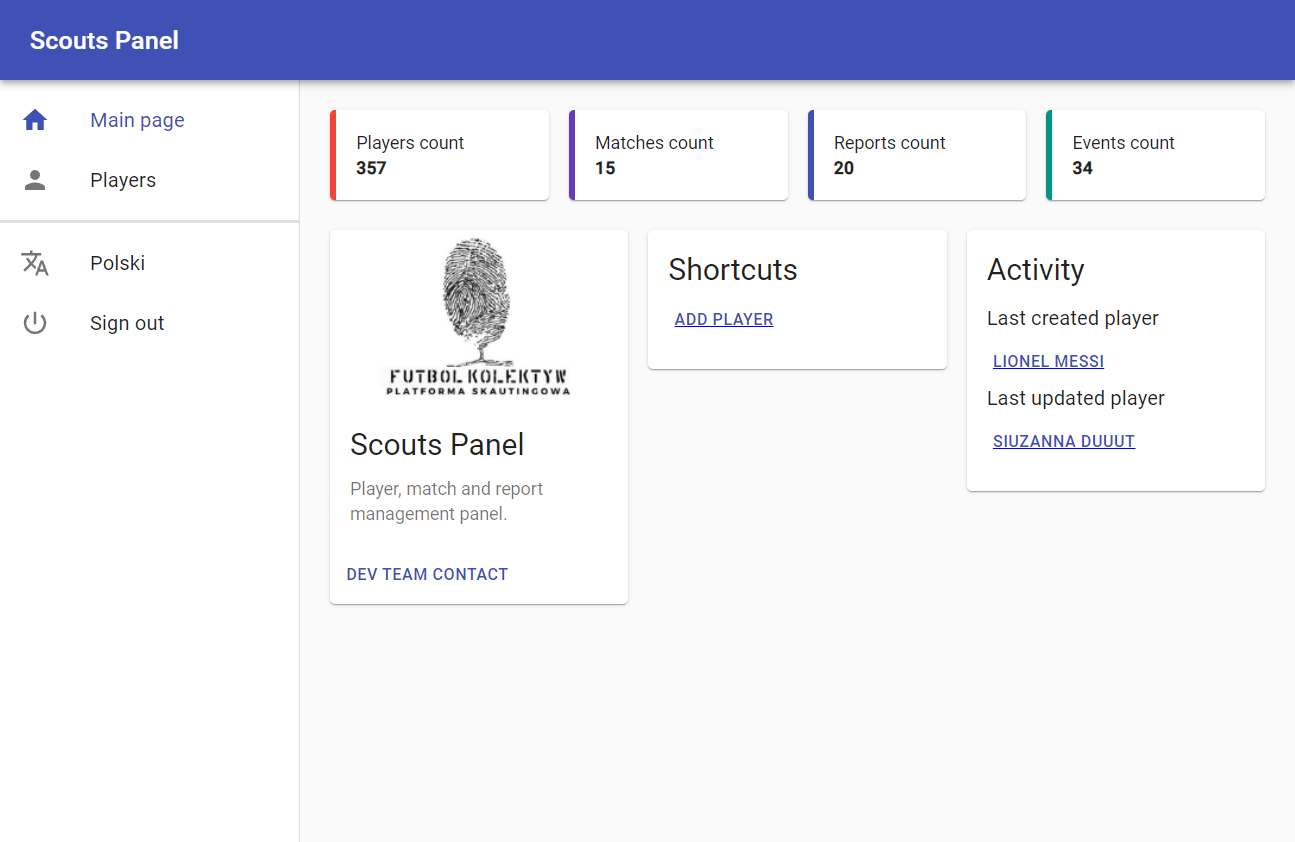 Scouts Panel
Main page
Players
Polski
Sign out
Players count
357
Matches count
15
Reports count
20
Events count
34
FUTBOL KOLEKTYW
PLATFORMA SKAUTINGOWA
Scouts Panel
Player, match and report
management panel.
DEV TEAM CONTACT
Shortcuts
ADD PLAYER
Activity
Last created player
LIONEL MESSI
Last updated player
SIUZANNA DUUUT